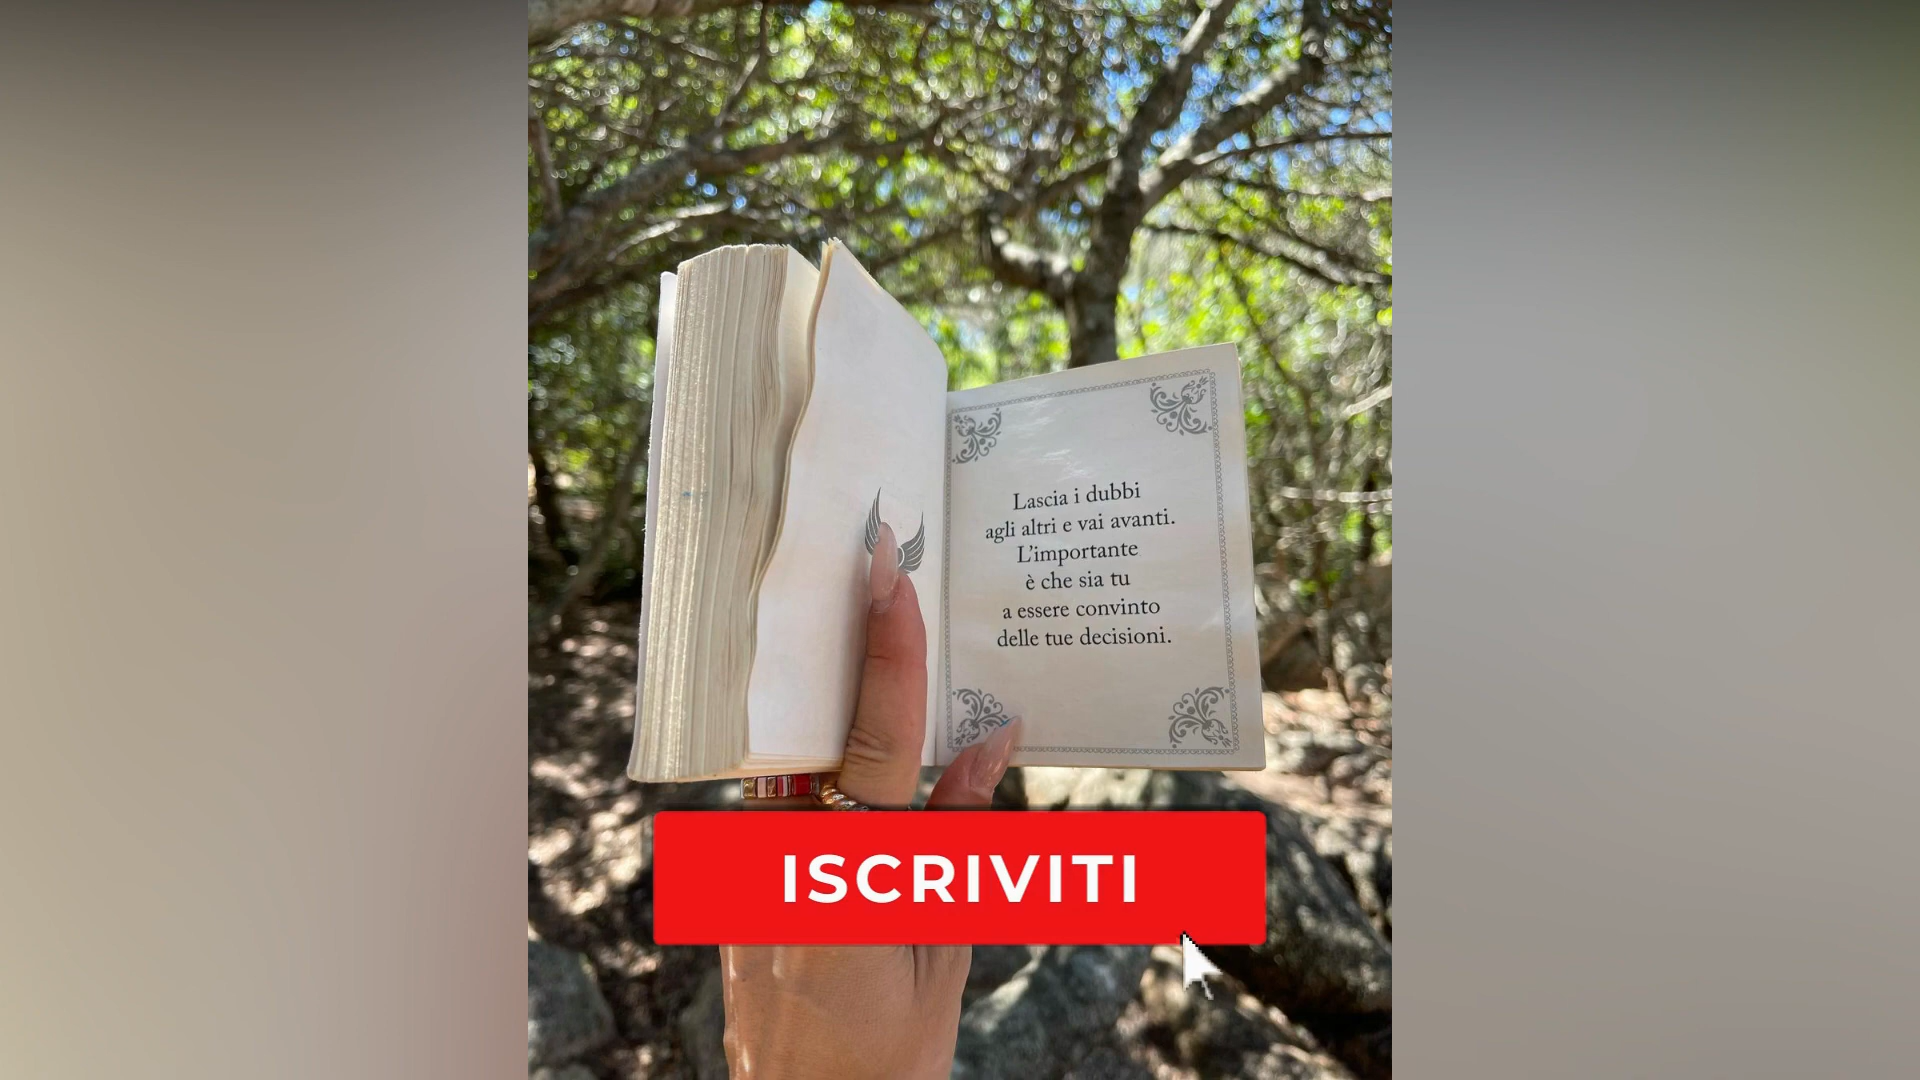 Lascia i dubbi
agli altri e vai avanti.
L'importante
è che sia tu
a essere convinto
delle tue decisioni.
ISCRIVITI